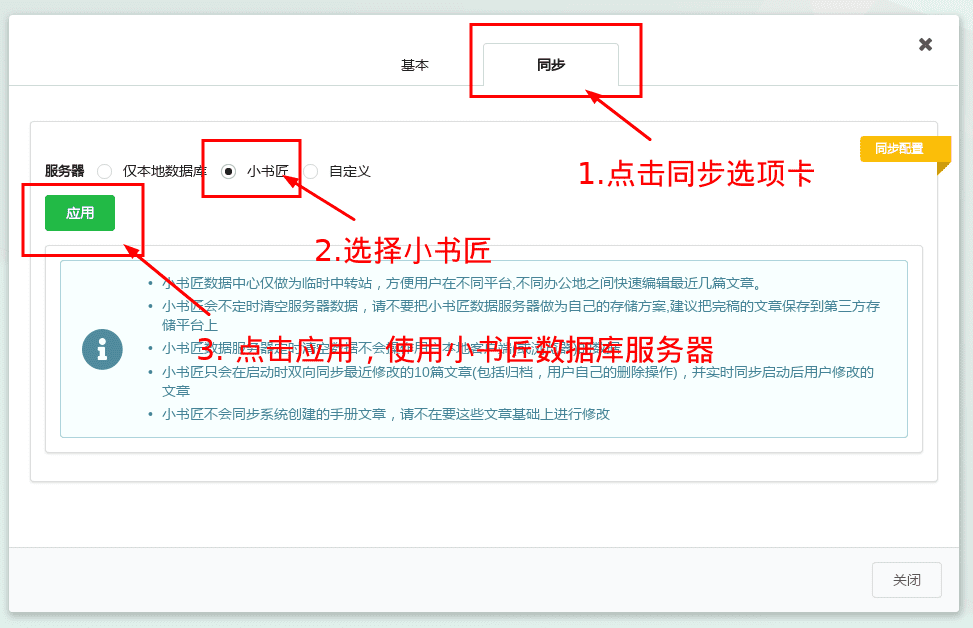 基本
同步
同步配置
服务器 仅本地数据库 小书匠 自定义
1.点击同步选项卡
应用
2.选择小书匠
• 小书匠数据中心仅做为临时中转站，方便用户在不同平台,不同办公地之间快速编辑最近几篇文章。
• 小书匠会不定时清空服务器数据，请不要把小书匠数据服务器做为自己的存储方案,建议把完稿的文章保存到第三方存
储平台上
3. 点击应用，使用小书匠数据库服务器
• 小书匠数据服务器定时清空数据不会
• 小书匠只会在启动时双向同步最近修改的10篇文章(包括归档，用户自己的删除操作)，并实时同步启动后用户修改的
文章
• 小书匠不会同步系统创建的手册文章，请不在要这些文章基础上进行修改
关闭